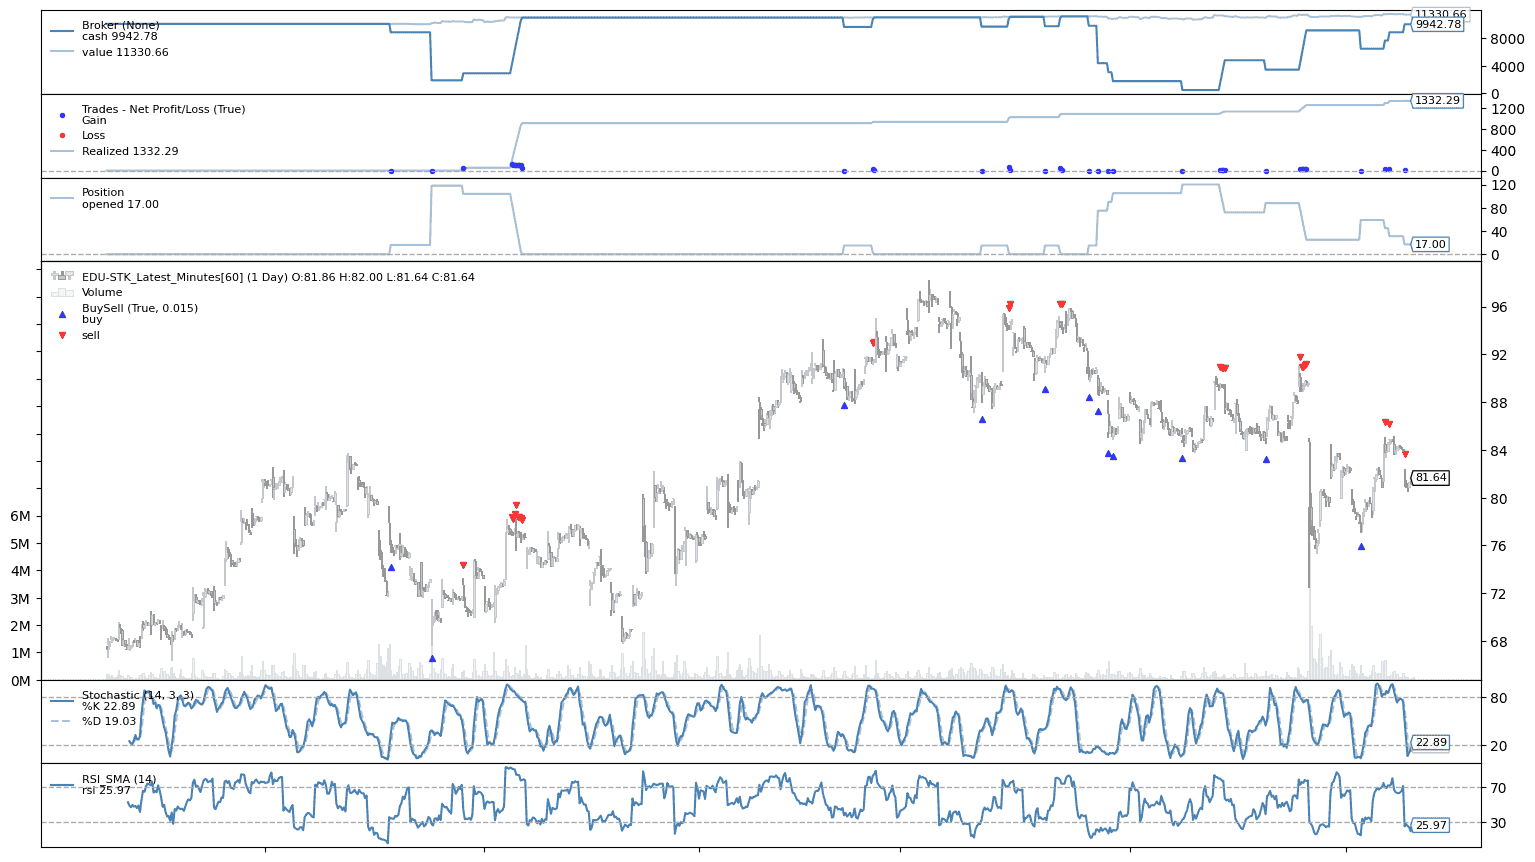 Broker (None)
cash 9942.78
value 11330.66
11330.66
9942.78
8000
4000
0
Trades - Net Profit/Loss (True)
Gain
Loss
Realized 1332.29
1332.29
1200
800
400
0
Position
opened 17.00
120
80
40
17.00
0
EDU-STK_Latest_Minutes[60] (1 Day) O:81.86 H:82.00 L:81.64 C:81.64
Volume
BuySell (True, 0.015)
buy
sell
96
92
88
84
81.64
80
76
72
68
6M
5M
4M
3M
2M
1M
0M
Stochastic (14, 3, 3)
%K 22.89
%D 19.03
80
22.89
20
RSI_SMA (14)
rsi 25.97
70
25.97
30